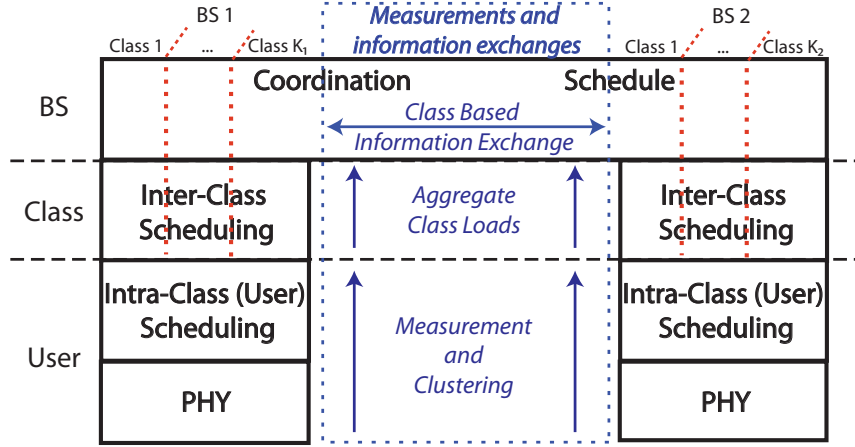 BS 1
Measurements and
information exchanges
BS 2
Class 1 ... Class K₁
Class 1 ... Class K₂
BS
Coordination Schedule
Class Based
Information Exchange
Class
Inter-Class
Scheduling
Aggregate
Class Loads
Inter-Class
Scheduling
User
Intra-Class (User)
Scheduling
PHY
Measurement
and
Clustering
Intra-Class (User)
Scheduling
PHY